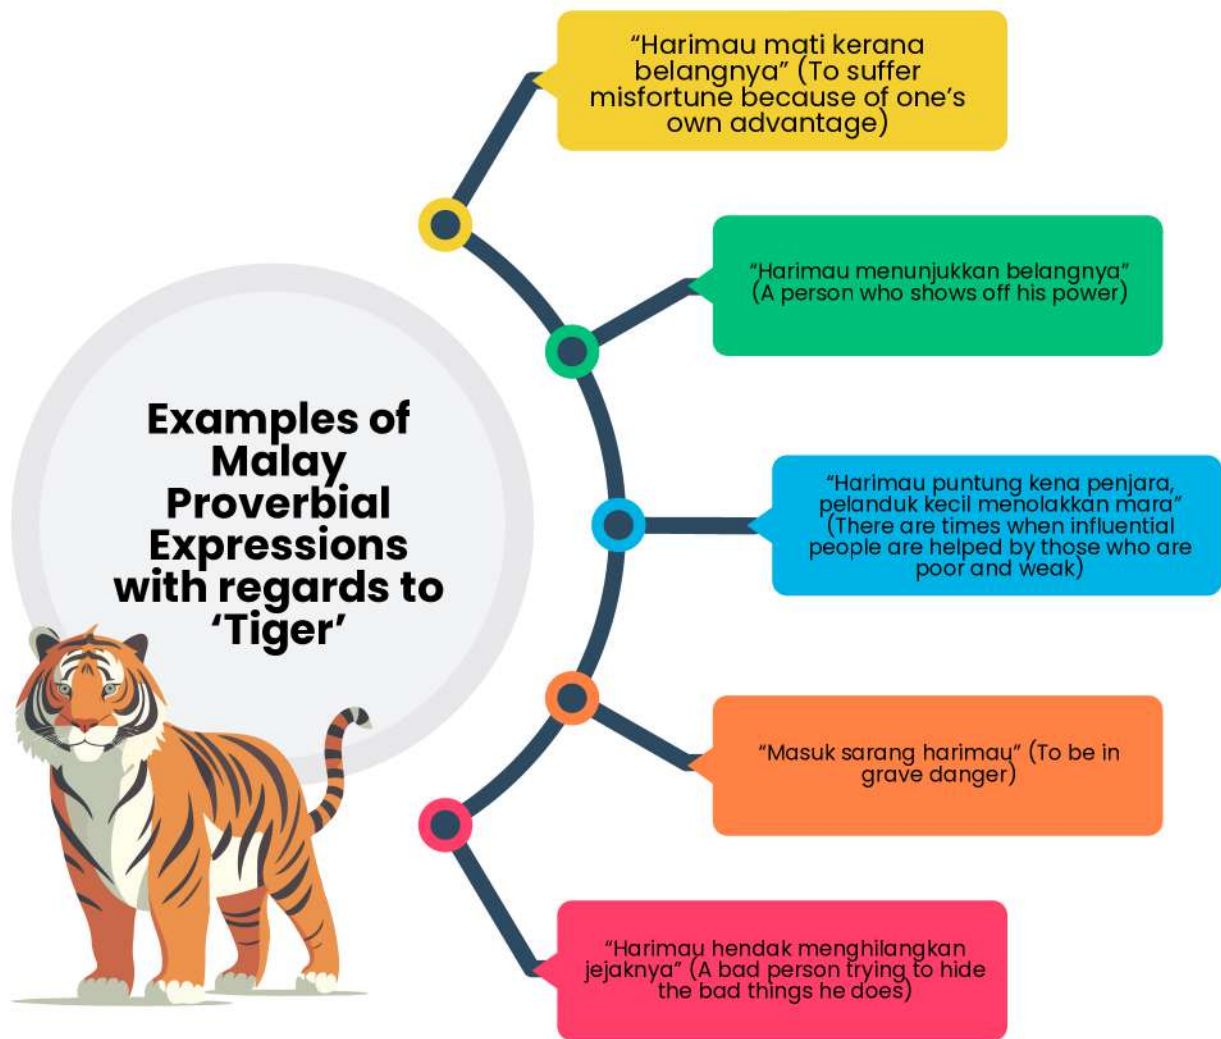 Examples of
Malay
Proverbial
Expressions
with regards to
‘Tiger’
“Harimau mati kerana
belangnya” (To suffer
misfortune because of one’s
own advantage)
“Harimau menunjukkan belangnya”
(A person who shows off his power)
“Harimau puntung kena penjara,
pelanduk kecil menolakkan mara”
(There are times when influential
people are helped by those who are
poor and weak)
“Masuk sarang harimau” (To be in
grave danger)
“Harimau hendak menghilangkan
jejaknya” (A bad person trying to hide
the bad things he does)